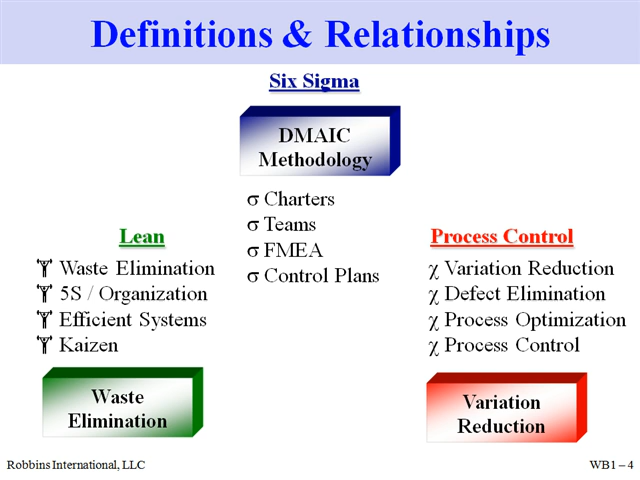 Definitions & Relationships
Six Sigma
DMAIC
Methodology
σ Charters
σ Teams
σ FMEA
σ Control Plans
Lean
Waste Elimination
5S / Organization
Efficient Systems
Kaizen
Waste
Elimination
Process Control
χ Variation Reduction
χ Defect Elimination
χ Process Optimization
χ Process Control
Variation
Reduction
Robbins International, LLC
WB1 – 4